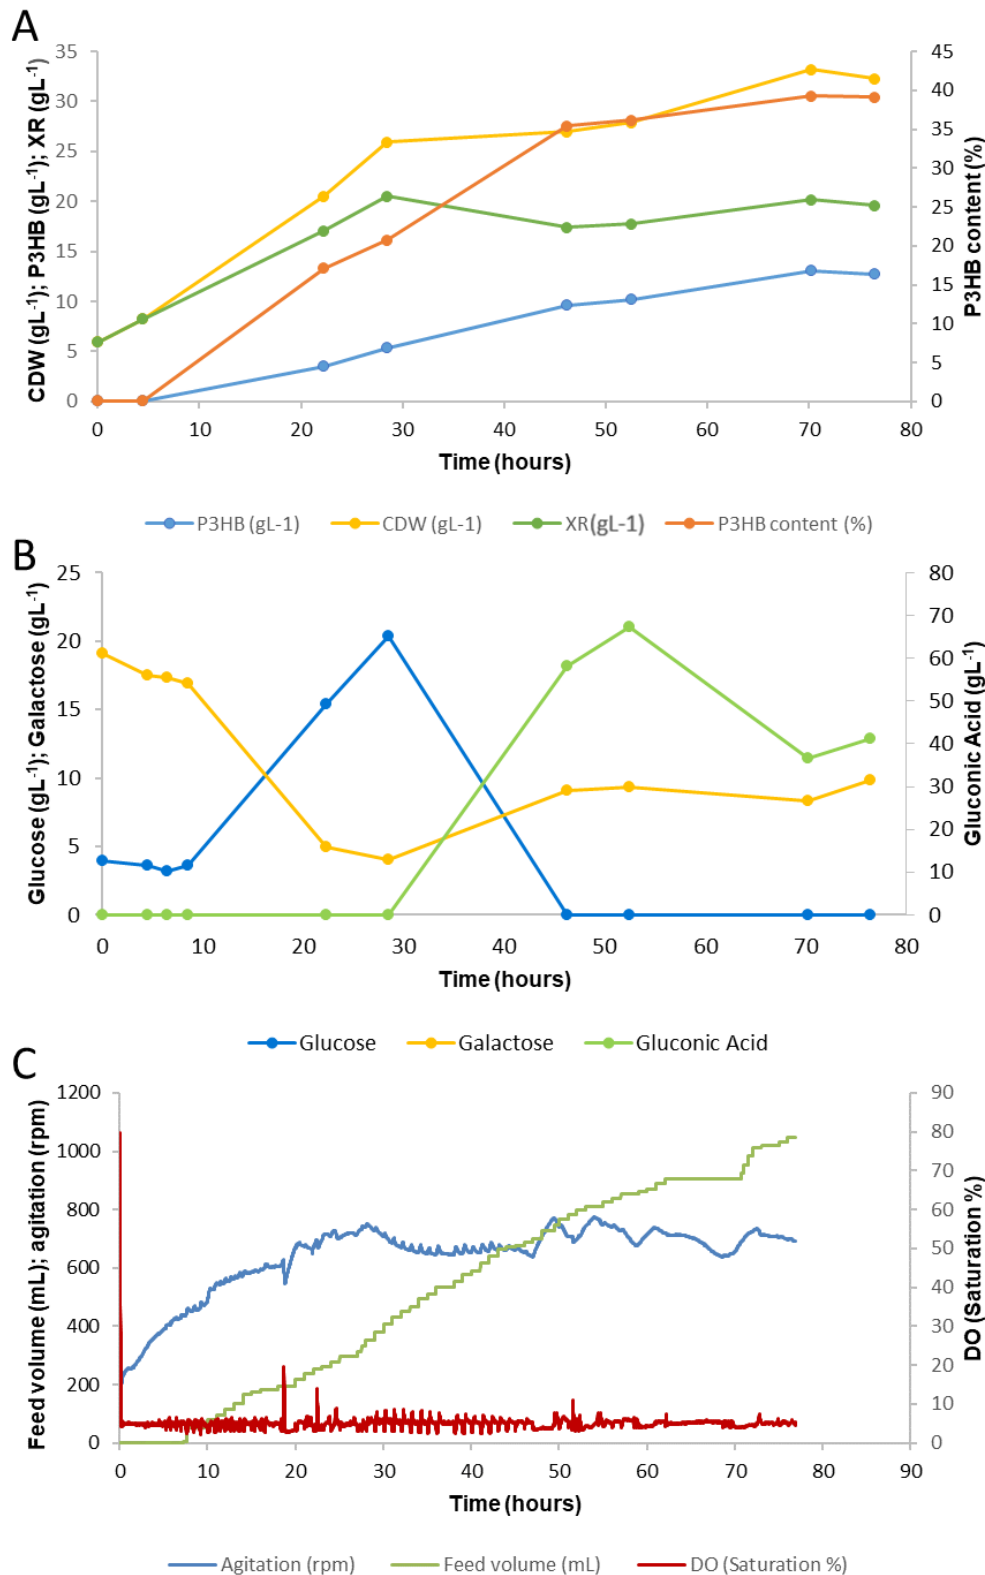 A
CDW (gL-1); P3HB (gL-1); XR (gL-1)
35
30
25
20
15
10
5
0
45
40
35
30
25
20
15
10
5
0
P3HB content (%)
0 10 20 30 40 50 60 70 80
Time (hours)
P3HB (gL-1) CDW (gL-1) XR(gL-1) P3HB content (%)
B
Glucose (gL-1); Galactose (gL-1)
25
20
15
10
5
0
80
70
60
50
40
30
20
10
0
Gluconic Acid (gL-1)
0 10 20 30 40 50 60 70 80
Time (hours)
Glucose Galactose Gluconic Acid
C
Feed volume (mL); agitation (rpm)
1200
1000
800
600
400
200
0
90
80
70
60
50
40
30
20
10
0
DO (Saturation %)
0 10 20 30 40 50 60 70 80 90
Time (hours)
Agitation (rpm) Feed volume (mL) DO (Saturation %)